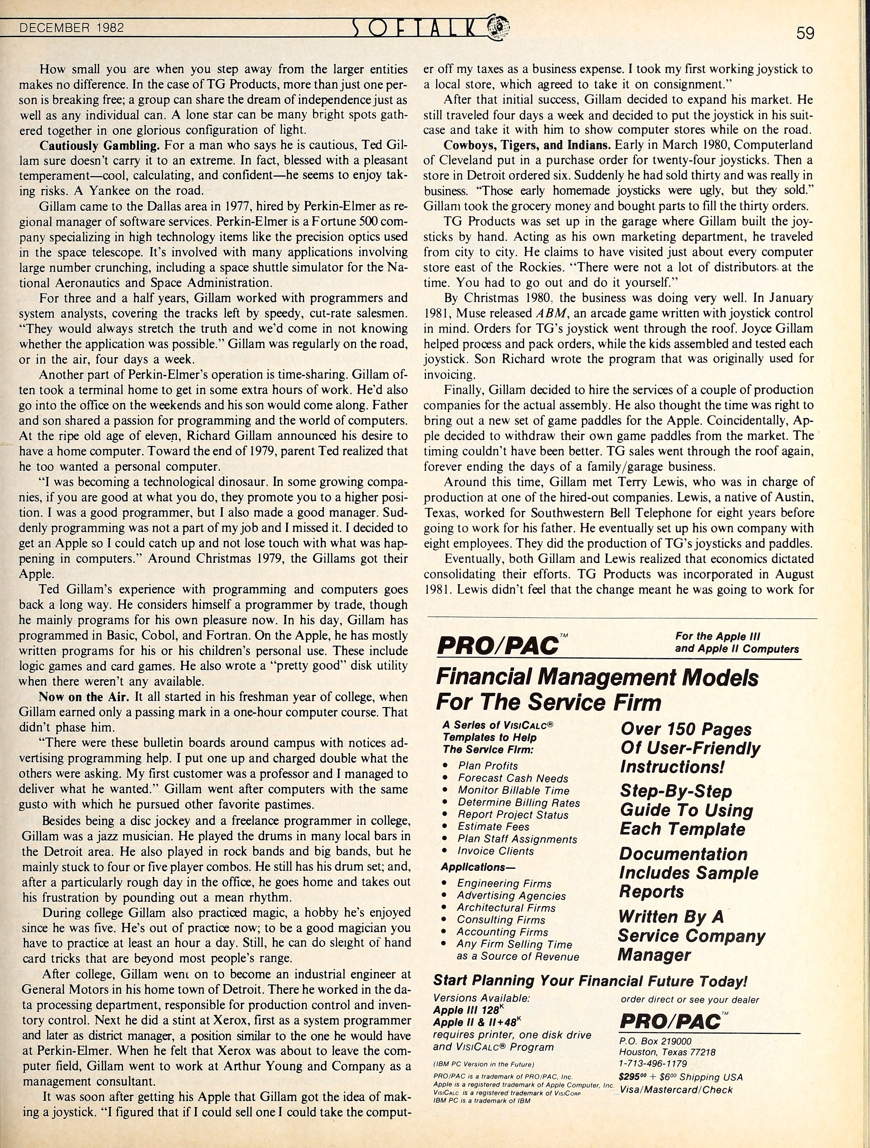 DECEMBER 1982
SOFTALK
59
How small you are when you step away from the larger entities
makes no difference. In the case of TG Products, more than just one per-
son is breaking free; a group can share the dream of independence just as
well as any individual can. A lone star can be many bright spots gath-
ered together in one glorious configuration of light.
Cautiously Gambling. For a man who says he is cautious, Ted Gil-
lam sure doesn't carry it to an extreme. In fact, blessed with a pleasant
temperament—cool, calculating, and confident—he seems to enjoy tak-
ing risks. A Yankee on the road.
Gillam came to the Dallas area in 1977, hired by Perkin-Elmer as re-
gional manager of software services. Perkin-Elmer is a Fortune 500 com-
pany specializing in high technology items like the precision optics used
in the space telescope. It's involved with many applications involving
large number crunching, including a space shuttle simulator for the Na-
tional Aeronautics and Space Administration.
For three and a half years, Gillam worked with programmers and
system analysts, covering the tracks left by speedy, cut-rate salesmen.
"They would always stretch the truth and we'd come in not knowing
whether the application was possible." Gillam was regularly on the road,
or in the air, four days a week.
Another part of Perkin-Elmer's operation is time-sharing. Gillam of-
ten took a terminal home to get in some extra hours of work. He'd also
go into the office on the weekends and his son would come along. Father
and son shared a passion for programming and the world of computers.
At the ripe old age of eleven, Richard Gillam announced his desire to
have a home computer. Toward the end of 1979, parent Ted realized that
he too wanted a personal computer.
"I was becoming a technological dinosaur. In some growing compa-
nies, if you are good at what you do, they promote you to a higher posi-
tion. I was a good programmer, but I also made a good manager. Sud-
denly programming was not a part of my job and I missed it. I decided to
get an Apple so I could catch up and not lose touch with what was hap-
pening in computers." Around Christmas 1979, the Gillams got their
Apple.
Ted Gillam's experience with programming and computers goes
back a long way. He considers himself a programmer by trade, though
he mainly programs for his own pleasure now. In his day, Gillam has
programmed in Basic, Cobol, and Fortran. On the Apple, he has mostly
written programs for his or his children's personal use. These include
logic games and card games. He also wrote a "pretty good" disk utility
when there weren't any available.
Now on the Air. It all started in his freshman year of college, when
Gillam earned only a passing mark in a one-hour computer course. That
didn't phase him.
"There were these bulletin boards around campus with notices ad-
vertising programming help. I put one up and charged double what the
others were asking. My first customer was a professor and I managed to
deliver what he wanted." Gillam went after computers with the same
gusto with which he pursued other favorite pastimes.
Besides being a disc jockey and a freelance programmer in college,
Gillam was a jazz musician. He played the drums in many local bars in
the Detroit area. He also played in rock bands and big bands, but he
mainly stuck to four or five player combos. He still has his drum set; and,
after a particularly rough day in the office, he goes home and takes out
his frustration by pounding out a mean rhythm.
During college Gillam also practiced magic, a hobby he's enjoyed
since he was five. He's out of practice now; to be a good magician you
have to practice at least an hour a day. Still, he can do sleight of hand
card tricks that are beyond most people's range.
After college, Gillam went on to become an industrial engineer at
General Motors in his home town of Detroit. There he worked in the da-
ta processing department, responsible for production control and inven-
tory control. Next he did a stint at Xerox, first as a system programmer
and later as district manager, a position similar to the one he would have
at Perkin-Elmer. When he felt that Xerox was about to leave the com-
puter field, Gillam went to work at Arthur Young and Company as a
management consultant.
It was soon after getting his Apple that Gillam got the idea of mak-
ing a joystick. "I figured that if I could sell one I could take the comput-
er off my taxes as a business expense. I took my first working joystick to
a local store, which agreed to take it on consignment."
After that initial success, Gillam decided to expand his market. He
still traveled four days a week and decided to put the joystick in his suit-
case and take it with him to show computer stores while on the road.
Cowboys, Tigers, and Indians. Early in March 1980, Computerland
of Cleveland put in a purchase order for twenty-four joysticks. Then a
store in Detroit ordered six. Suddenly he had sold thirty and was really in
business. "Those early homemade joysticks were ugly, but they sold."
Gillam took the grocery money and bought parts to fill the thirty orders.
TG Products was set up in the garage where Gillam built the joy-
sticks by hand. Acting as his own marketing department, he traveled
from city to city. He claims to have visited just about every computer
store east of the Rockies. "There were not a lot of distributors at the
time. You had to go out and do it yourself."
By Christmas 1980, the business was doing very well. In January
1981, Muse released ABM, an arcade game written with joystick control
in mind. Orders for TG's joystick went through the roof. Joyce Gillam
helped process and pack orders, while the kids assembled and tested each
joystick. Son Richard wrote the program that was originally used for
invoicing.
Finally, Gillam decided to hire the services of a couple of production
companies for the actual assembly. He also thought the time was right to
bring out a new set of game paddles for the Apple. Coincidentally, Ap-
ple decided to withdraw their own game paddles from the market. The
timing couldn't have been better. TG sales went through the roof again,
forever ending the days of a family/garage business.
Around this time, Gillam met Terry Lewis, who was in charge of
production at one of the hired-out companies. Lewis, a native of Austin,
Texas, worked for Southwestern Bell Telephone for eight years before
going to work for his father. He eventually set up his own company with
eight employees. They did the production of TG's joysticks and paddles.
Eventually, both Gillam and Lewis realized that economics dictated
consolidating their efforts. TG Products was incorporated in August
1981. Lewis didn't feel that the change meant he was going to work for
PRO/PAC™
For the Apple III
and Apple II Computers
Financial Management Models
For The Service Firm
A Series of VISICALC®
Templates to Help
The Service Firm:
• Plan Profits
• Forecast Cash Needs
• Monitor Billable Time
• Determine Billing Rates
• Report Project Status
• Estimate Fees
• Plan Staff Assignments
• Invoice Clients
Applications—
• Engineering Firms
• Advertising Agencies
• Architectural Firms
• Consulting Firms
• Accounting Firms
• Any Firm Selling Time
as a Source of Revenue
Over 150 Pages
Of User-Friendly
Instructions!
Step-By-Step
Guide To Using
Each Template
Documentation
Includes Sample
Reports
Written By A
Service Company
Manager
Start Planning Your Financial Future Today!
Versions Available:
Apple III 128K
Apple II & II+48K
requires printer, one disk drive
and VISICALC® Program
(IBM PC Version in the Future)
PRO/PAC is a trademark of PRO/PAC, Inc.
Apple is a registered trademark of Apple Computer, Inc.
VISICALC is a registered trademark of VISICORP
IBM PC is a trademark of IBM
order direct or see your dealer
PRO/PAC™
P.O. Box 219000
Houston, Texas 77218
1-713-496-1179
$295⁰⁰ + $6⁰⁰ Shipping USA
Visa/Mastercard/Check